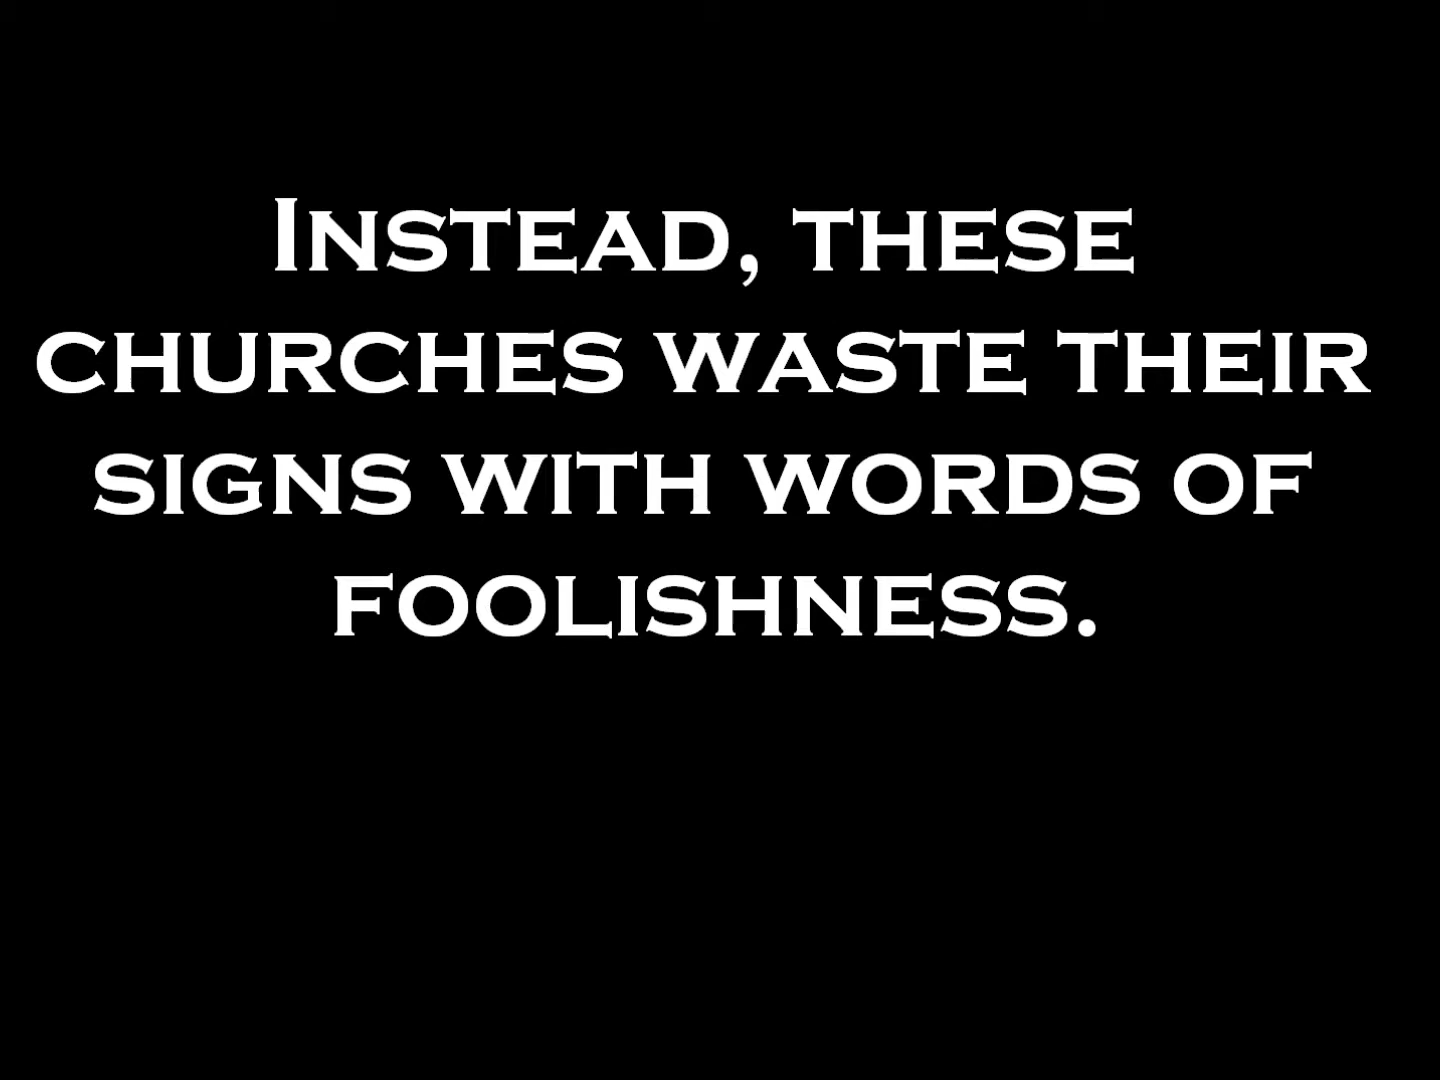 Instead, these
churches waste their
signs with words of
foolishness.